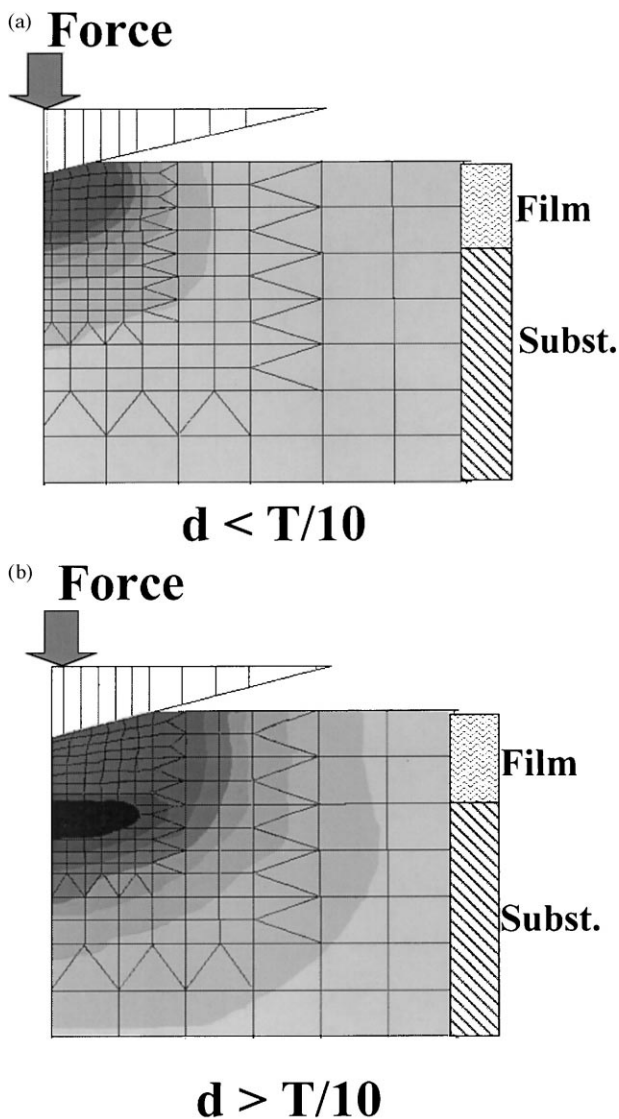 (a)
Force
Film
Subst.
d < T/10
(b)
Force
Film
Subst.
d > T/10